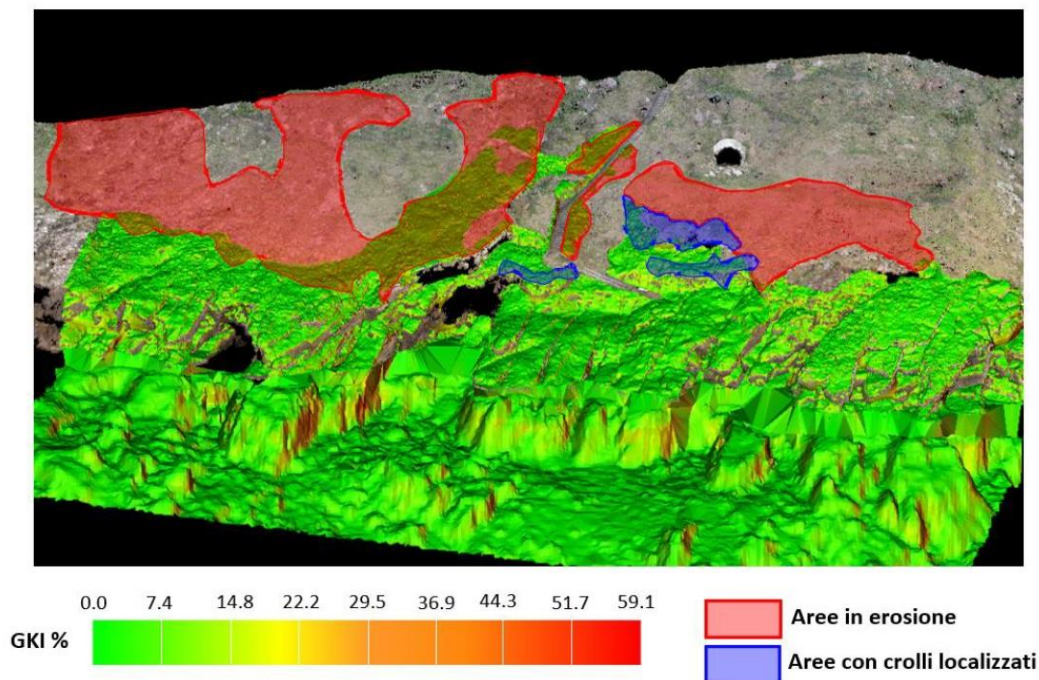 0.0 7.4 14.8 22.2 29.5 36.9 44.3 51.7 59.1
GKI %
Aree in erosione
Aree con crolli localizzati